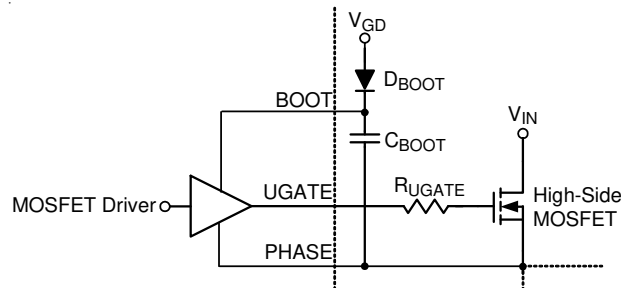 VGD
DBOOT
BOOT
VIN
CBOOT
RUGATE
UGATE
High-Side
MOSFET
MOSFET Driver
PHASE